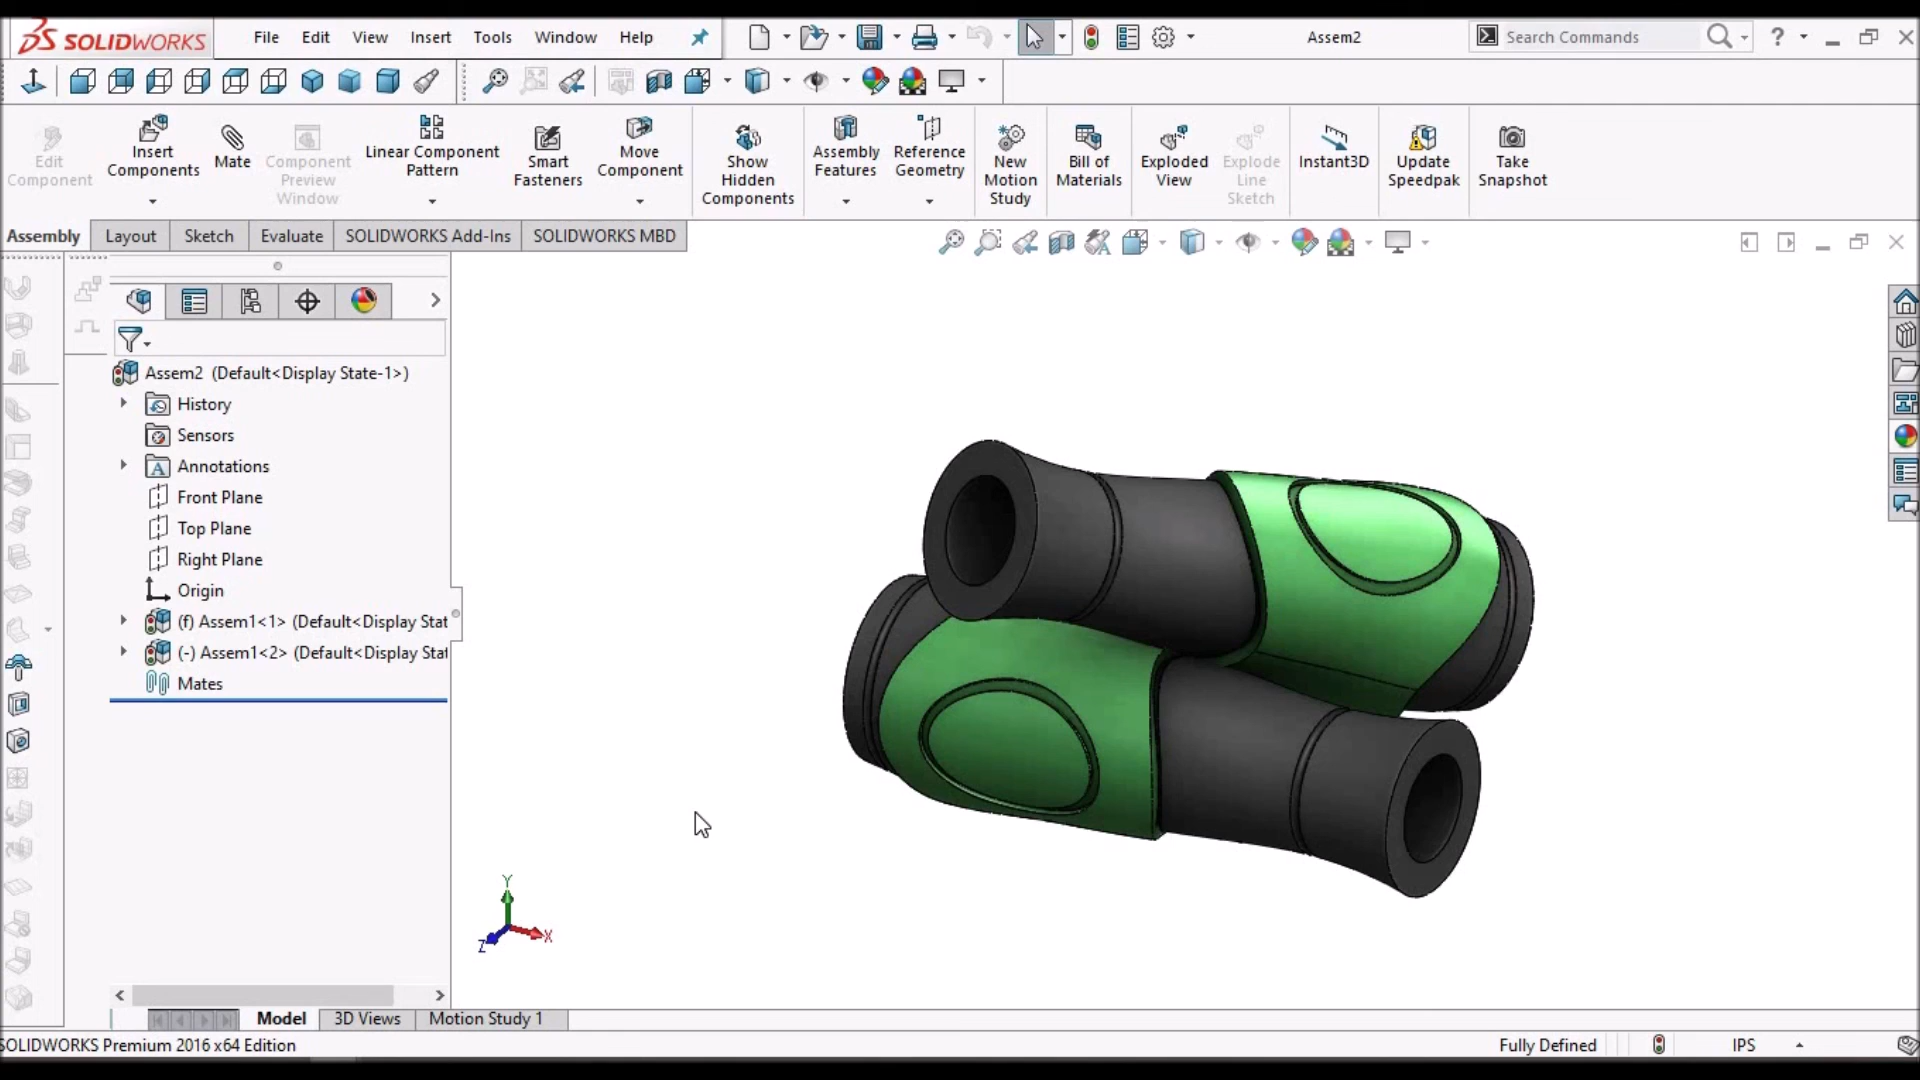 SOLIDWORKS File Edit View Insert Tools Window Help Assem2 Search Commands ?
Edit Component
Insert Components
Mate
Component Preview Window
Linear Component Pattern
Smart Fasteners
Move Component
Show Hidden Components
Assembly Features
Reference Geometry
New Motion Study
Bill of Materials
Exploded View
Explode Line Sketch
Instant3D
Update Speedpak
Take Snapshot
Assembly Layout Sketch Evaluate SOLIDWORKS Add-Ins SOLIDWORKS MBD
Assem2 (Default<Display State-1>)
History
Sensors
Annotations
Front Plane
Top Plane
Right Plane
Origin
(f) Assem1<1> (Default<Display Stat
(-) Assem1<2> (Default<Display Stat
Mates
Y
X
Z
Model 3D Views Motion Study 1
SOLIDWORKS Premium 2016 x64 Edition Fully Defined IPS